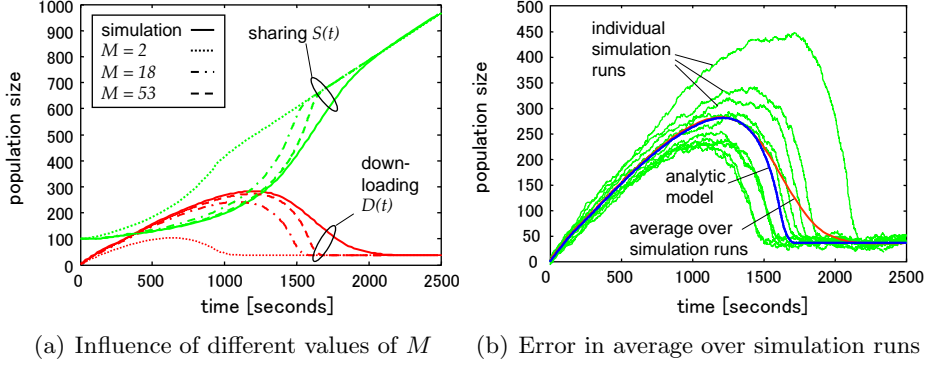 1000
900
800
700
600
500
400
300
200
100
0
population size
simulation
M = 2
M = 18
M = 53
sharing S(t)
down-
loading
D(t)
0 500 1000 1500 2000 2500
time [seconds]
(a) Influence of different values of M
450
400
350
300
250
200
150
100
50
0
population size
individual
simulation
runs
analytic
model
average over
simulation runs
0 500 1000 1500 2000 2500
time [seconds]
(b) Error in average over simulation runs